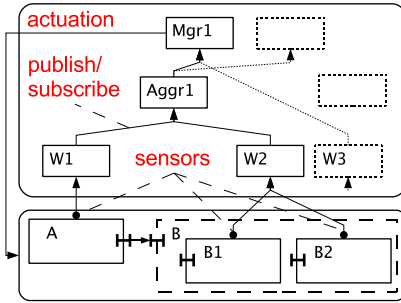 actuation
Mgr1
publish/
subscribe
Aggr1
W1
sensors
W2
W3
A
B
B1
B2